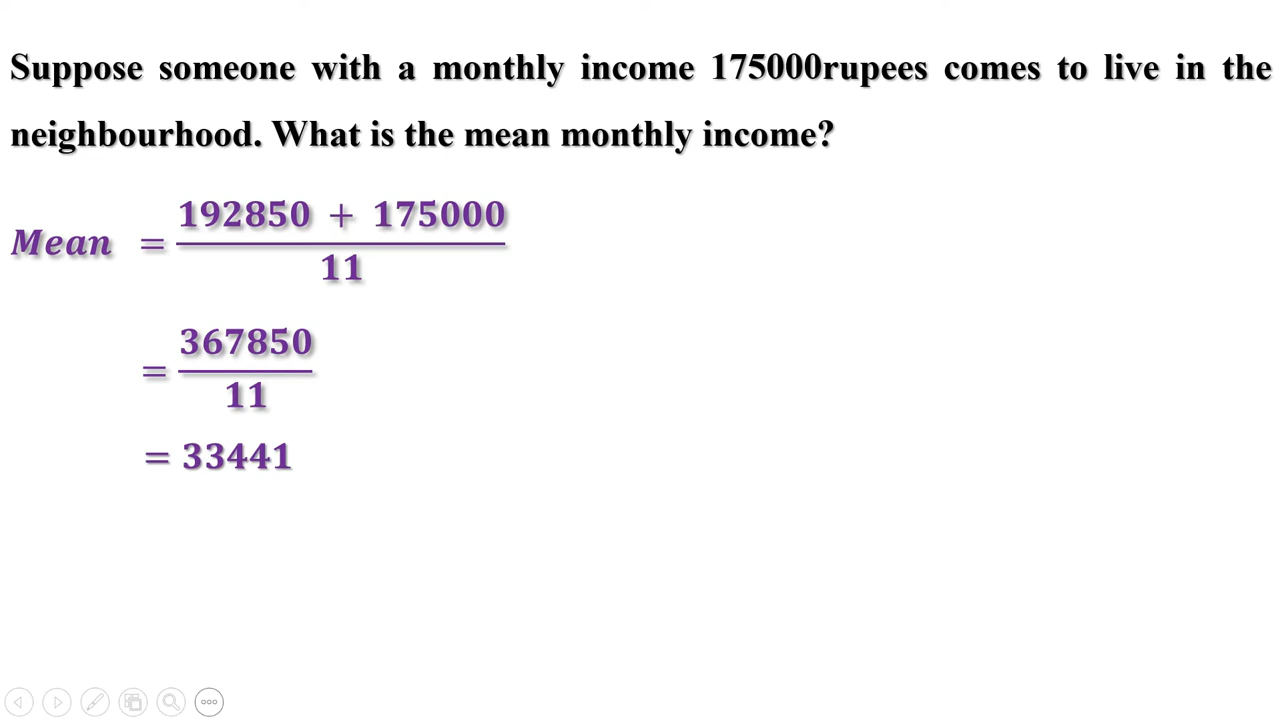 Suppose someone with a monthly income 175000rupees comes to live in the
neighbourhood. What is the mean monthly income?
Mean = 192850 + 175000 / 11
= 367850 / 11
= 33441